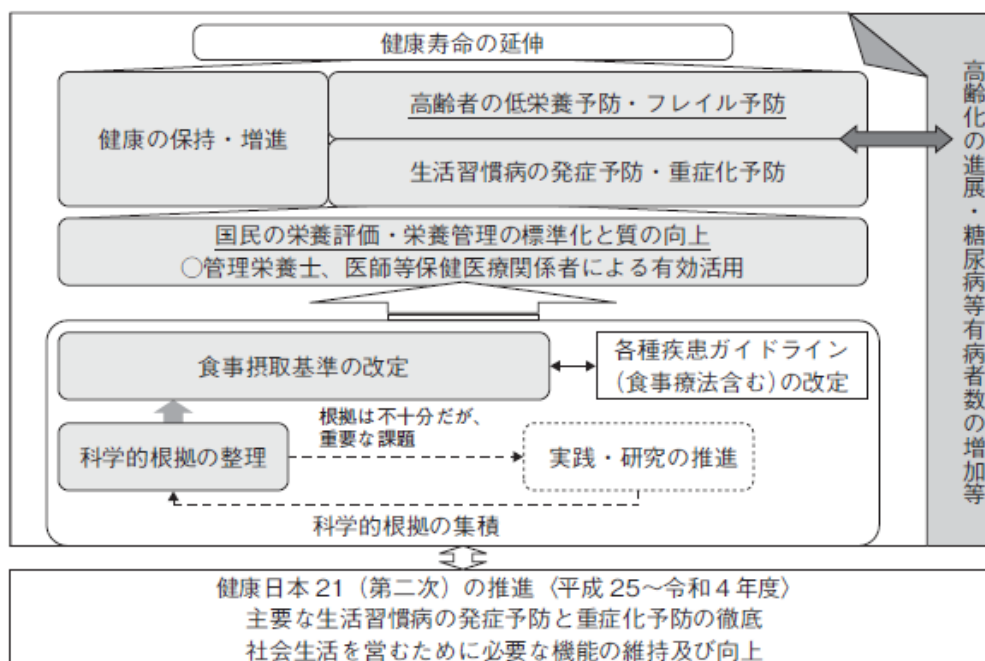 健康寿命の延伸
健康の保持・増進
高齢者の低栄養予防・フレイル予防
生活習慣病の発症予防・重症化予防
高齢化の進展・糖尿病等有病者数の増加等
国民の栄養評価・栄養管理の標準化と質の向上
○管理栄養士、医師等保健医療関係者による有効活用
食事摂取基準の改定
各種疾患ガイドライン
(食事療法含む)の改定
根拠は不十分だが、
重要な課題
科学的根拠の整理
実践・研究の推進
科学的根拠の集積
健康日本21（第二次）の推進〈平成25〜令和4年度〉
主要な生活習慣病の発症予防と重症化予防の徹底
社会生活を営むために必要な機能の維持及び向上